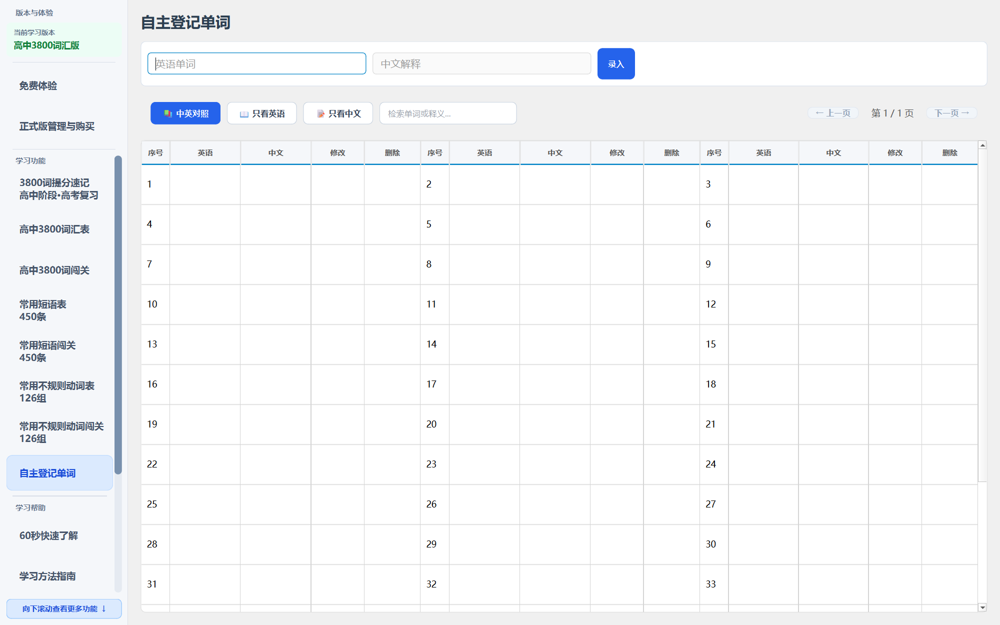 版本与体验
当前学习版本
高中3800词汇版
免费体验
正式版管理与购买
学习功能
3800词提分速记
高中阶段·高考复习
高中3800词汇表
高中3800词闯关
常用短语表
450条
常用短语闯关
450条
常用不规则动词表
126组
常用不规则动词闯关
126组
自主登记单词
学习帮助
60秒快速了解
学习方法指南
向下滚动查看更多功能 ↓
自主登记单词
英语单词 中文解释 录入
中英对照 只看英语 只看中文 检索单词或释义... ←上一页 第 1 / 1 页 下一页→
序号 英语 中文 修改 删除 序号 英语 中文 修改 删除 序号 英语 中文 修改 删除
1 2 3
4 5 6
7 8 9
10 11 12
13 14 15
16 17 18
19 20 21
22 23 24
25 26 27
28 29 30
31 32 33